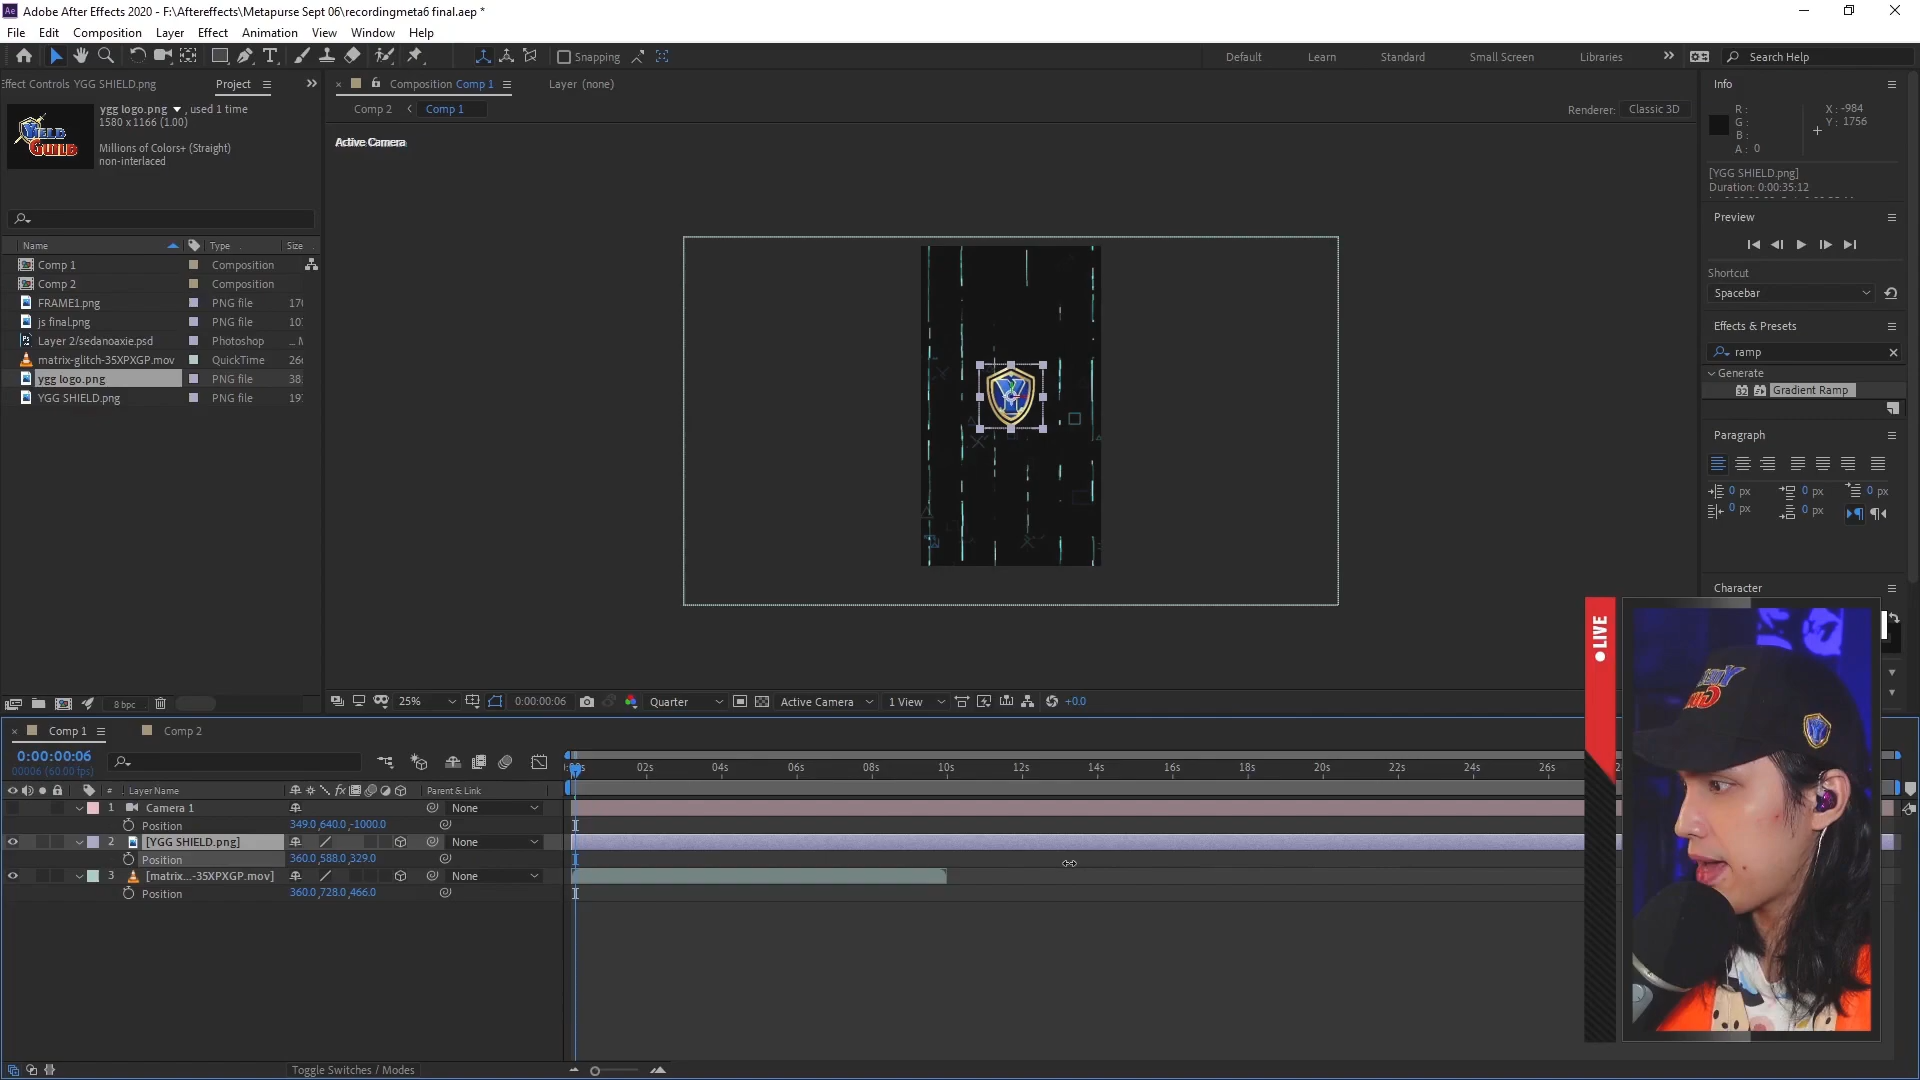 Adobe After Effects 2020 - F:\Aftereffects\Metapurse Sept 06\recordingmeta6 final.aep *
File Edit Composition Layer Effect Animation View Window Help
Snapping
Default Learn Standard Small Screen Libraries
Search Help
Effect Controls YGG SHIELD.png
Project
ygg logo.png , used 1 time
1580 x 1166 (1.00)
Millions of Colors+ (Straight)
non-interlaced
Name Type Size
Comp 1 Composition
Comp 2 Composition
FRAME1.png PNG file
js final.png PNG file
Layer 2/sedanoaxie.psd Photoshop
matrix-glitch-35XPXGP.mov QuickTime
ygg logo.png PNG file
YGG SHIELD.png PNG file
8 bpc
Composition Comp 1
Layer (none)
Comp 2 Comp 1
Renderer: Classic 3D
Active Camera
25% 0:00:00:06 Quarter Active Camera 1 View +0.0
Info
R :
G :
B :
A : 0
X : -984
Y : 1756
[YGG SHIELD.png]
Duration: 0:00:35:12
Preview
Shortcut
Spacebar
Effects & Presets
ramp
Generate
32 Gradient Ramp
Paragraph
0 px 0 px 0 px
0 px 0 px
Character
LIVE
Comp 1 Comp 2
0:00:00:06
00006 (60.00 fps)
02s 04s 06s 08s 10s 12s 14s 16s 18s 20s 22s 24s 26s
# Layer Name Parent & Link
1 Camera 1 None
Position 349.0,640.0,-1000.0
2 [YGG SHIELD.png] None
Position 360.0,588.0,329.0
3 [matrix...-35XPXGP.mov] None
Position 360.0,728.0,466.0
Toggle Switches / Modes